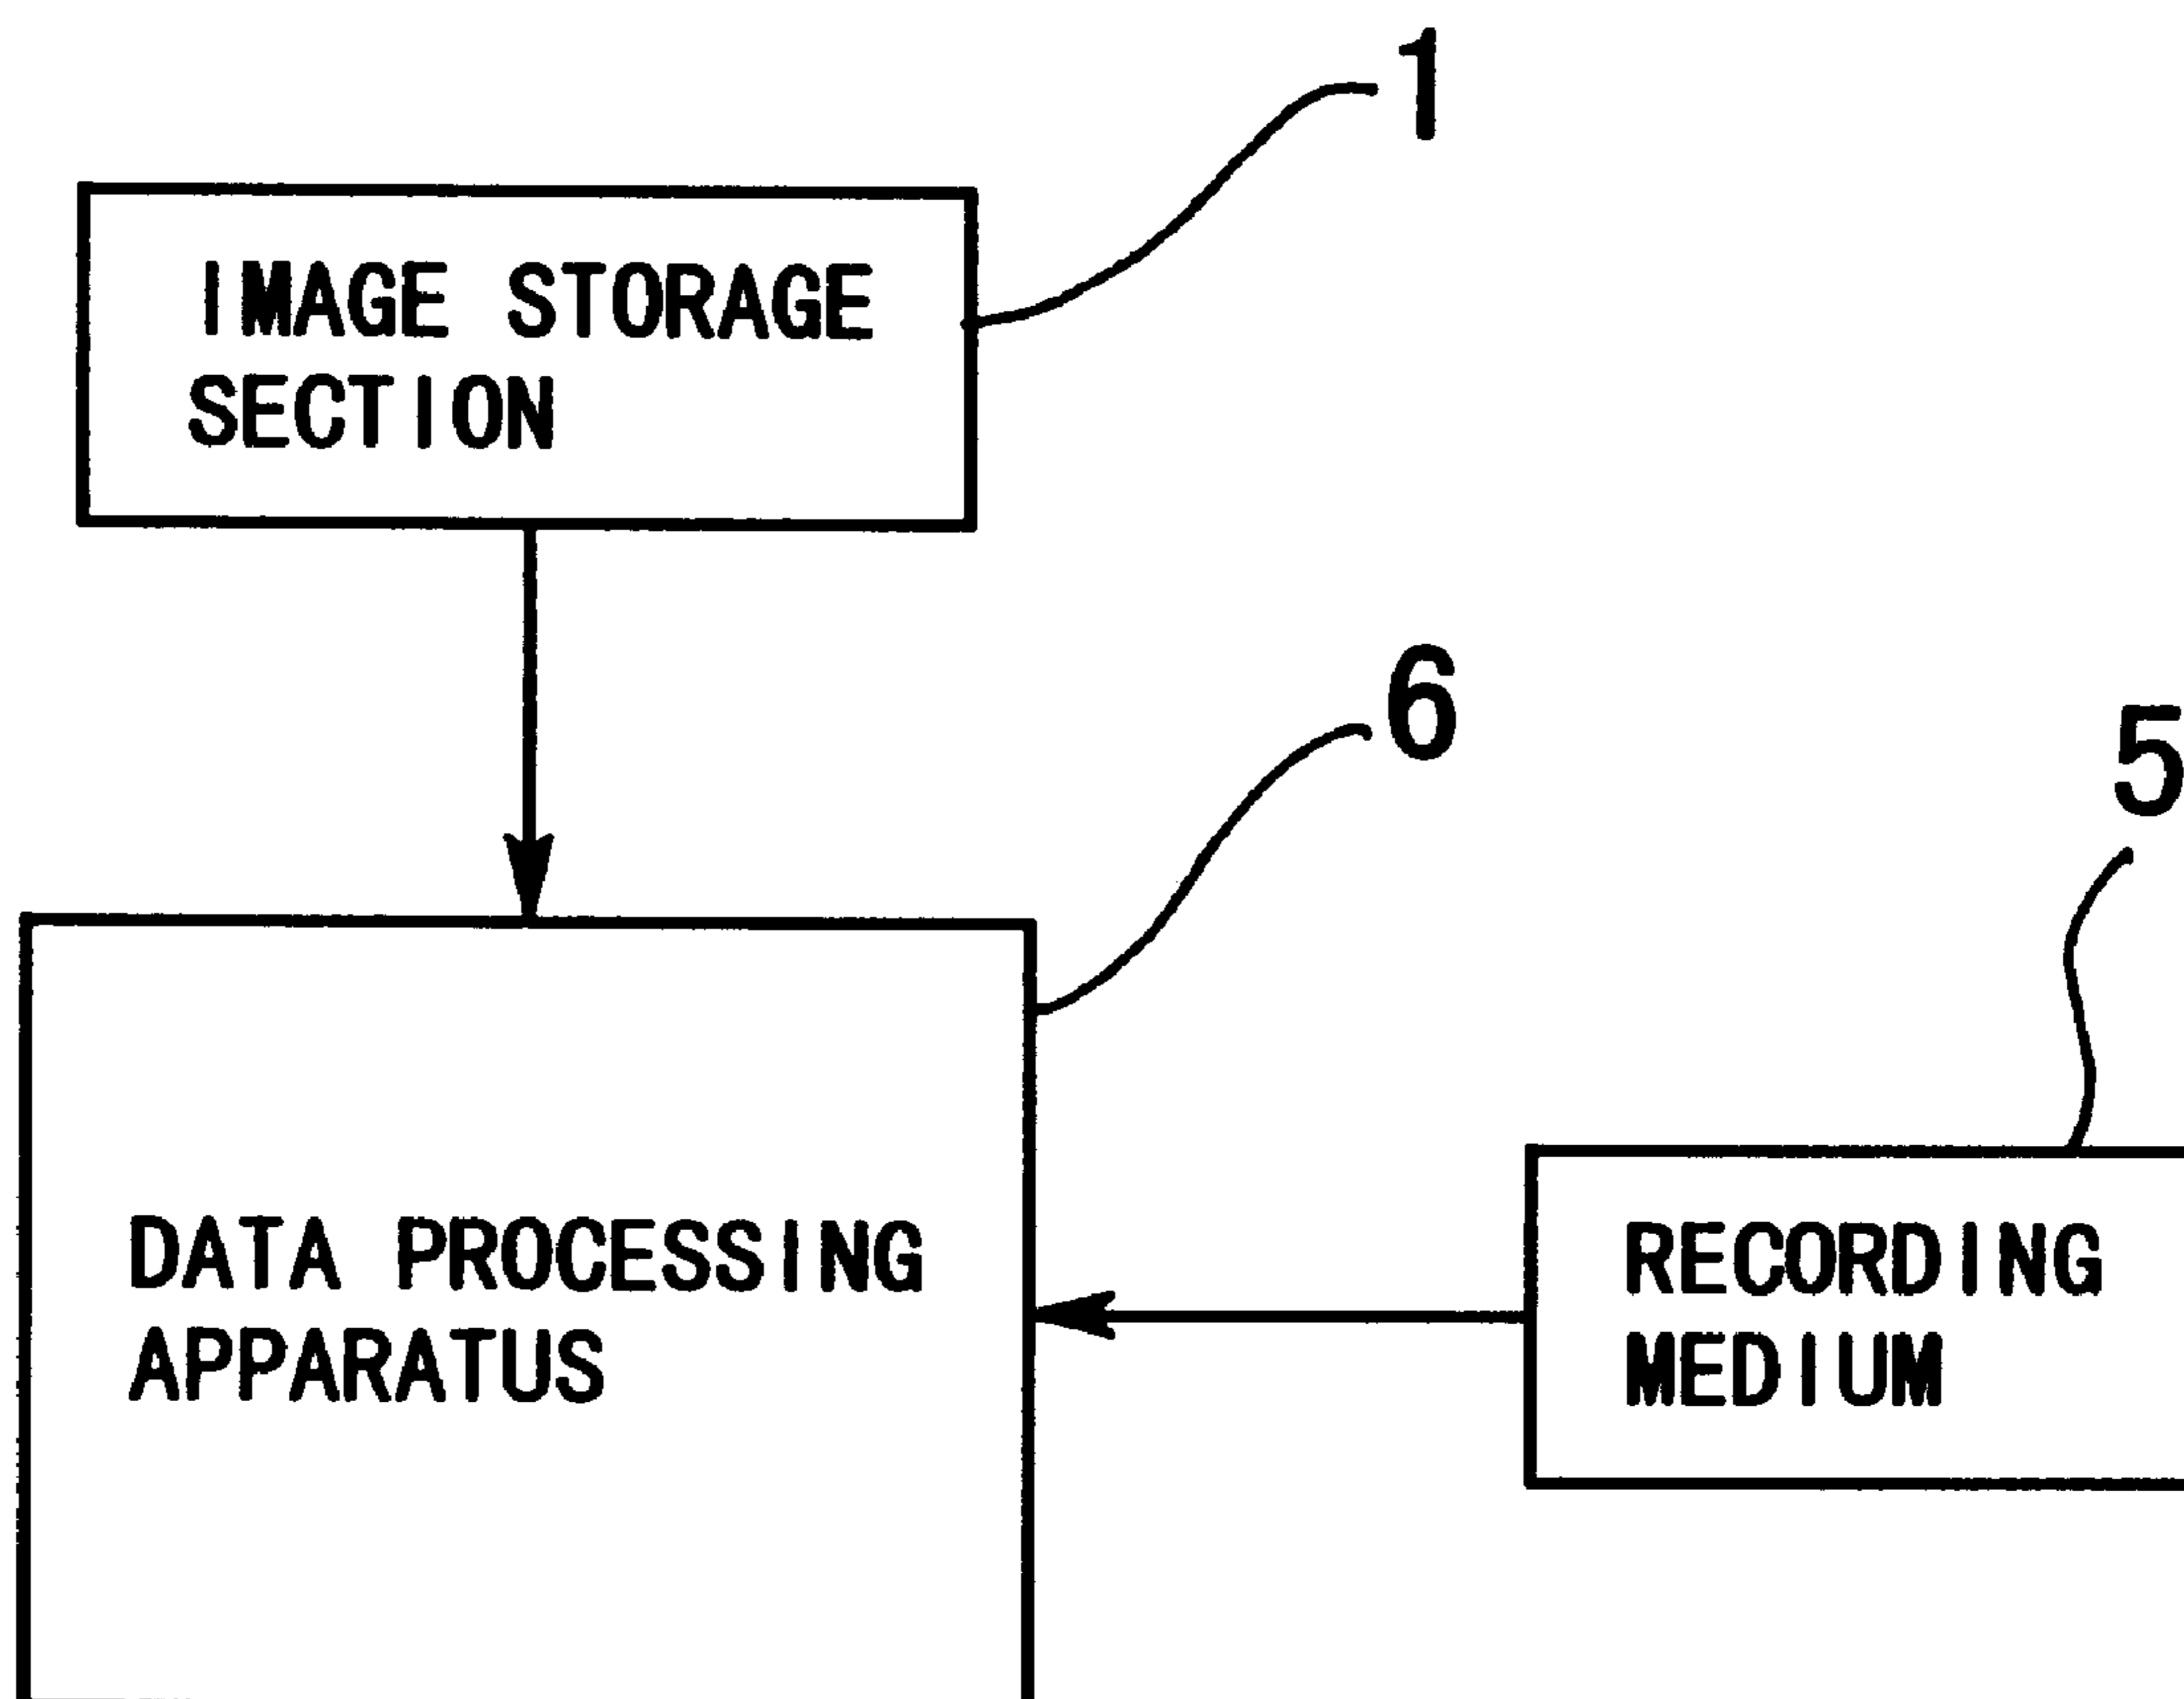 1
IMAGE STORAGE
SECTION
6
5
DATA PROCESSING
APPARATUS
RECORDING
MEDIUM